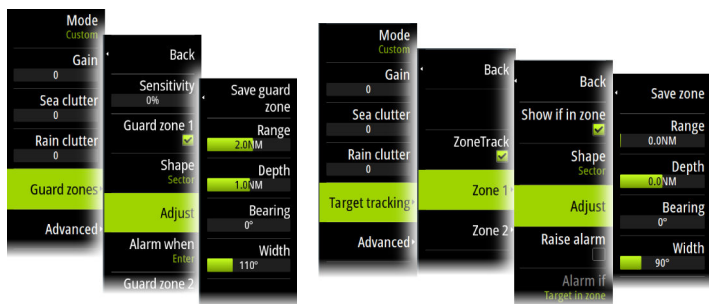 Mode
Custom
Gain
0
Sea clutter
0
Rain clutter
0
Guard zones
Advanced
Back
Sensitivity
0%
Guard zone 1
Shape
Sector
Adjust
Alarm when
Enter
Guard zone 2
Save guard
zone
Range
2.0NM
Depth
1.0NM
Bearing
0°
Width
110°
Mode
Custom
Gain
0
Sea clutter
0
Rain clutter
0
Target tracking
Advanced
Back
ZoneTrack
Zone 1
Zone 2
Back
Show if in zone
Shape
Sector
Adjust
Raise alarm
Alarm if
Target in zone
Save zone
Range
0.0NM
Depth
0.0NM
Bearing
0°
Width
90°